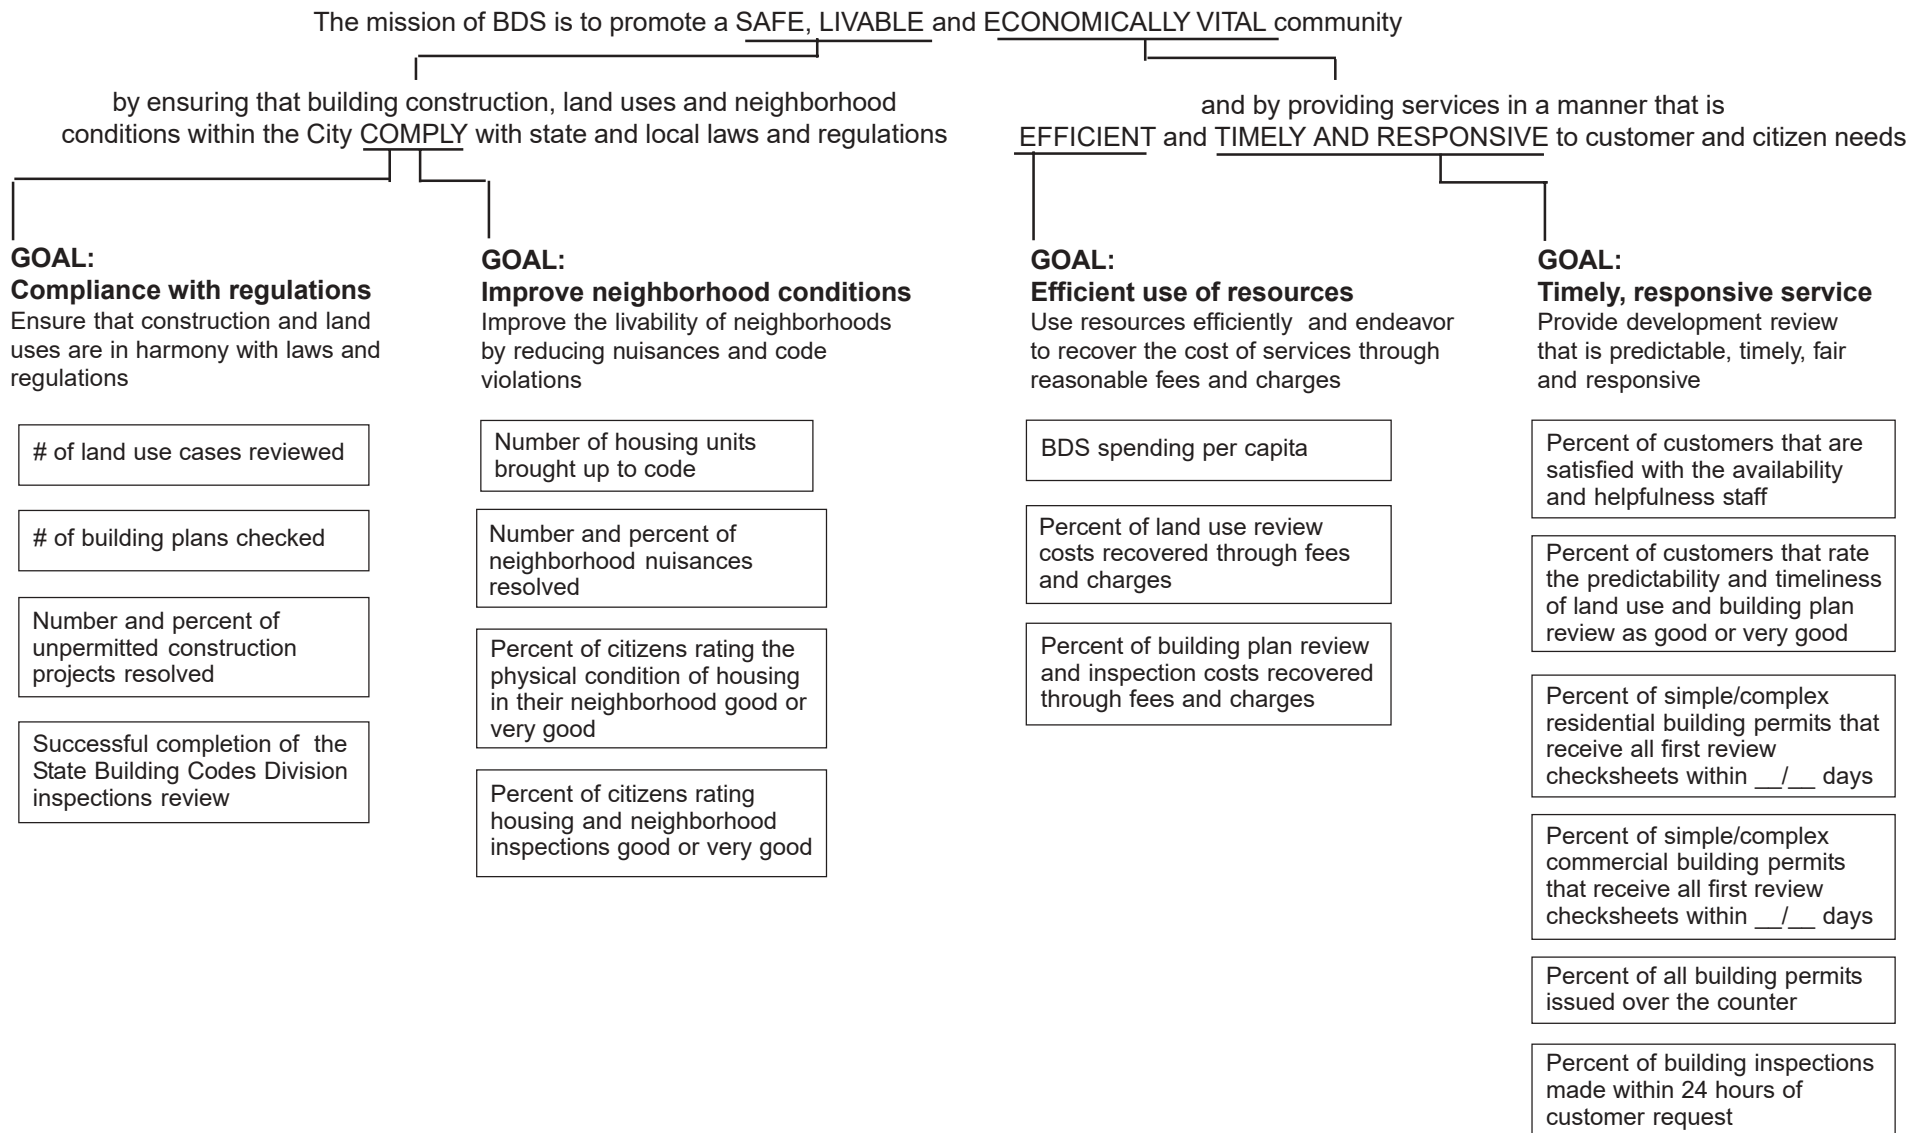 The mission of BDS is to promote a SAFE, LIVABLE and ECONOMICALLY VITAL community
by ensuring that building construction, land uses and neighborhood
conditions within the City COMPLY with state and local laws and regulations
and by providing services in a manner that is
EFFICIENT and TIMELY AND RESPONSIVE to customer and citizen needs
GOAL:
Compliance with regulations
Ensure that construction and land
uses are in harmony with laws and
regulations
# of land use cases reviewed
# of building plans checked
Number and percent of
unpermitted construction
projects resolved
Successful completion of the
State Building Codes Division
inspections review
GOAL:
Improve neighborhood conditions
Improve the livability of neighborhoods
by reducing nuisances and code
violations
Number of housing units
brought up to code
Number and percent of
neighborhood nuisances
resolved
Percent of citizens rating the
physical condition of housing
in their neighborhood good or
very good
Percent of citizens rating
housing and neighborhood
inspections good or very good
GOAL:
Efficient use of resources
Use resources efficiently and endeavor
to recover the cost of services through
reasonable fees and charges
BDS spending per capita
Percent of land use review
costs recovered through fees
and charges
Percent of building plan review
and inspection costs recovered
through fees and charges
GOAL:
Timely, responsive service
Provide development review
that is predictable, timely, fair
and responsive
Percent of customers that are
satisfied with the availability
and helpfulness staff
Percent of customers that rate
the predictability and timeliness
of land use and building plan
review as good or very good
Percent of simple/complex
residential building permits that
receive all first review
checksheets within __/__ days
Percent of simple/complex
commercial building permits
that receive all first review
checksheets within __/__ days
Percent of all building permits
issued over the counter
Percent of building inspections
made within 24 hours of
customer request